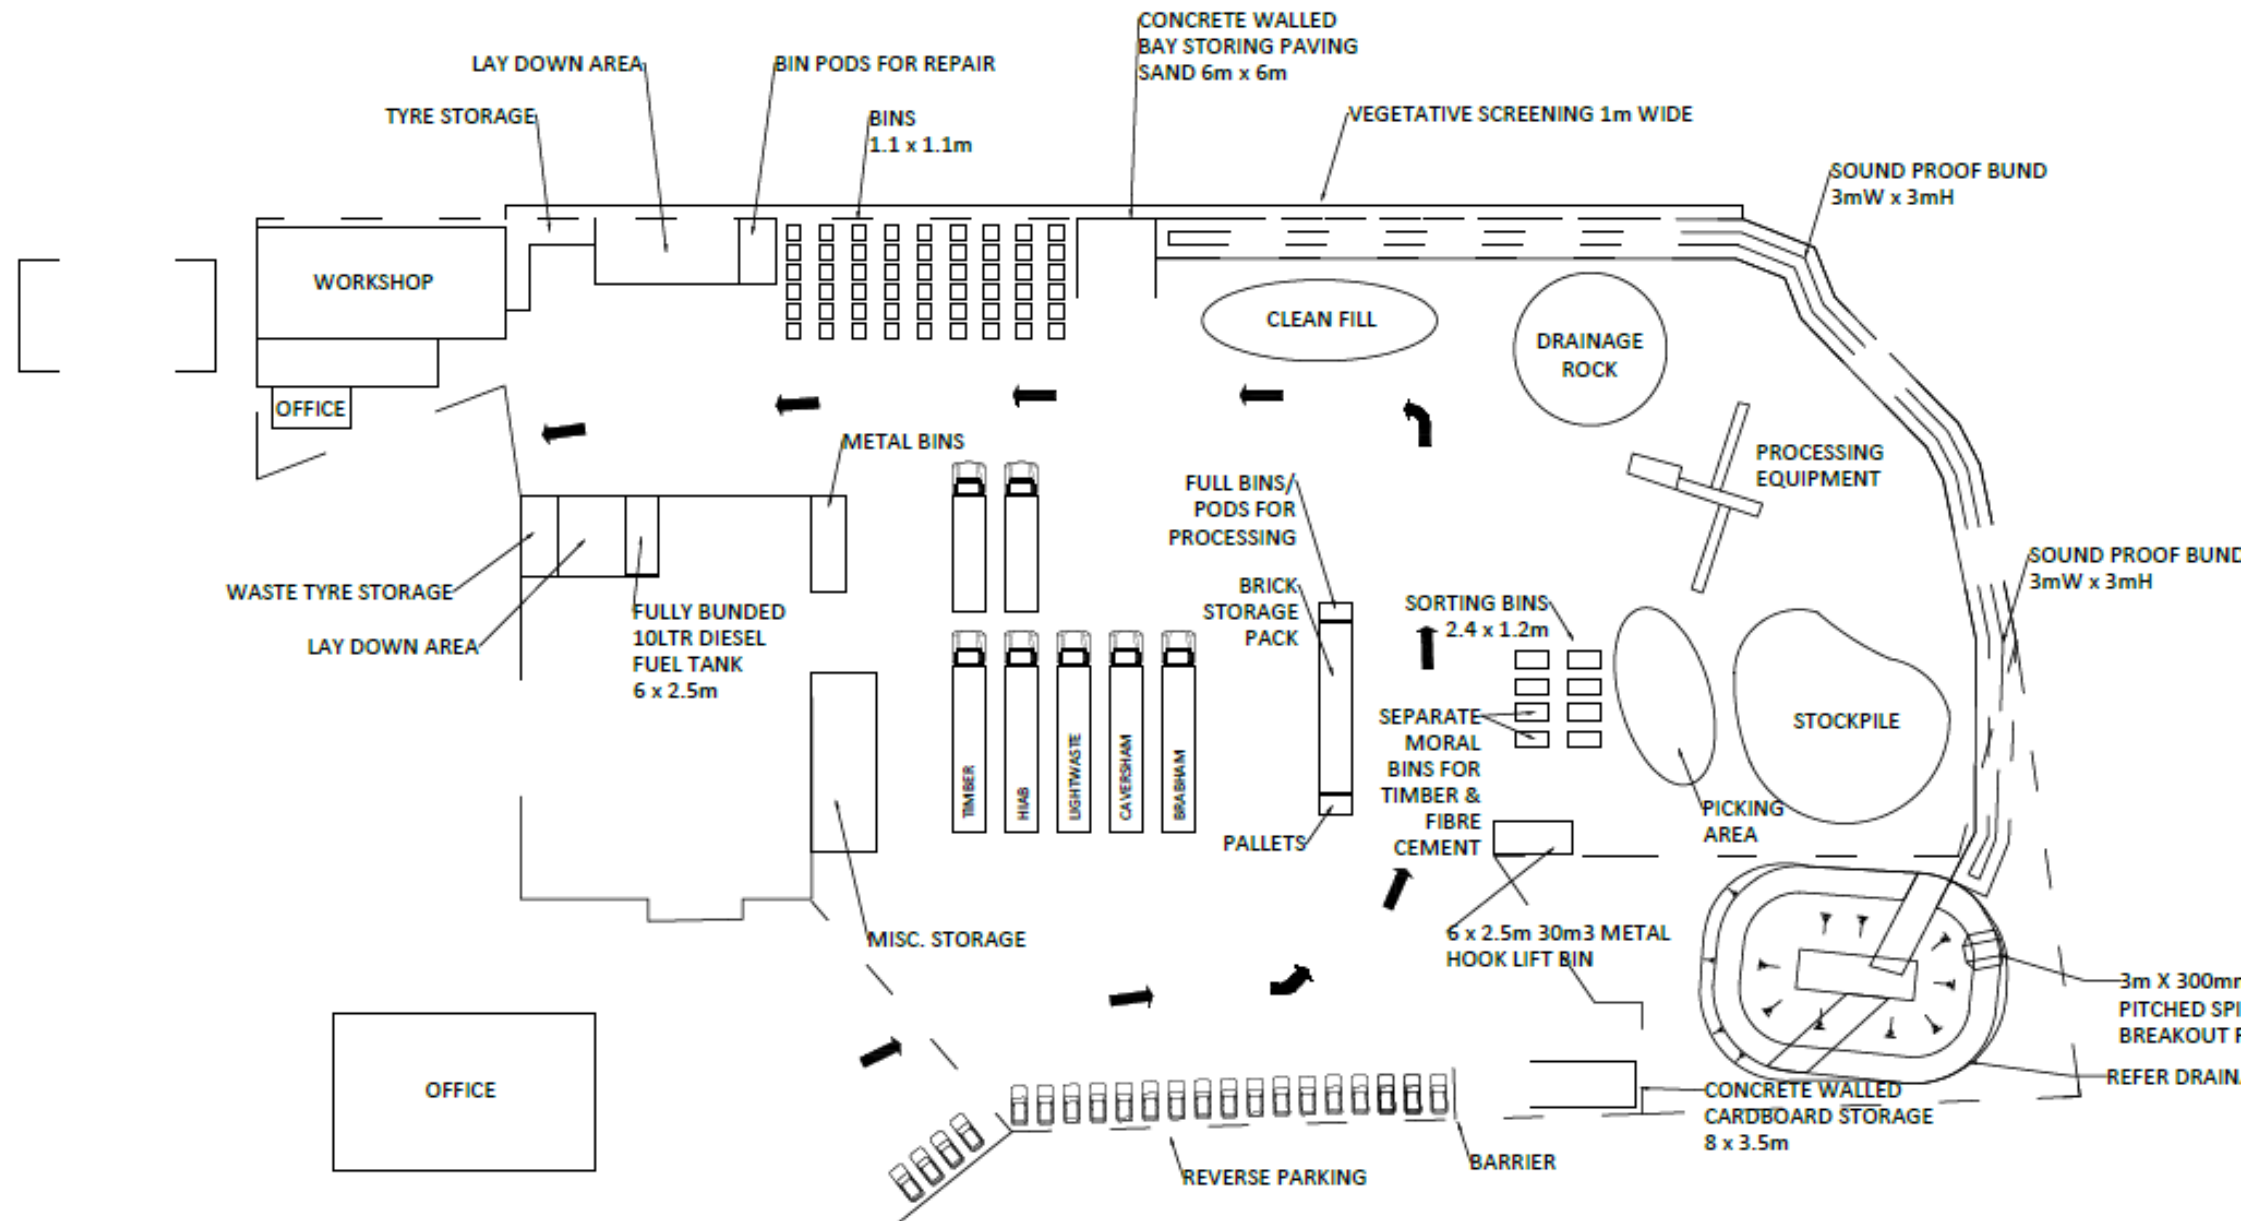 CONCRETE WALLED
BAY STORING PAVING
SAND 6m x 6m
LAY DOWN AREA
BIN PODS FOR REPAIR
TYRE STORAGE
BINS
1.1 x 1.1m
VEGETATIVE SCREENING 1m WIDE
SOUND PROOF BUND
3mW x 3mH
WORKSHOP
CLEAN FILL
DRAINAGE
ROCK
OFFICE
METAL BINS
PROCESSING
EQUIPMENT
FULL BINS/
PODS FOR
PROCESSING
SOUND PROOF BUND
3mW x 3mH
WASTE TYRE STORAGE
LAY DOWN AREA
FULLY BUNDED
10LTR DIESEL
FUEL TANK
6 x 2.5m
BRICK
STORAGE
PACK
SORTING BINS
2.4 x 1.2m
SEPARATE
MORAL
BINS FOR
TIMBER &
FIBRE
CEMENT
STOCKPILE
TIMBER
HIAB
LIGHTWASTE
CAVERSHAM
BRABHAM
PICKING
AREA
PALLETS
MISC. STORAGE
6 x 2.5m 30m3 METAL
HOOK LIFT BIN
3m X 300mm
PITCHED
BREAKOUT
REFER
OFFICE
CONCRETE WALLED
CARDBOARD STORAGE
8 x 3.5m
BARRIER
REVERSE PARKING